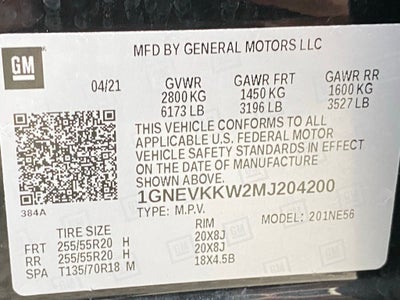 GM
MFD BY GENERAL MOTORS LLC
04/21 GVWR GAWR FRT GAWR RR
2800 KG 1450 KG 1600 KG
6173 LB 3196 LB 3527 LB
THIS VEHICLE CONFORMS TO ALL
APPLICABLE U.S. FEDERAL MOTOR
VEHICLE SAFETY STANDARDS IN EFFECT
ON THE DATE OF MANUFACTURE
SHOWN ABOVE.
384A
1GNEVKKW2MJ204200
TYPE: M.P.V. MODEL: 201NE56
TIRE SIZE RIM
FRT 255/55R20 H 20X8J
RR 255/55R20 H 20X8J
SPA T135/70R18 M 18X4.5B